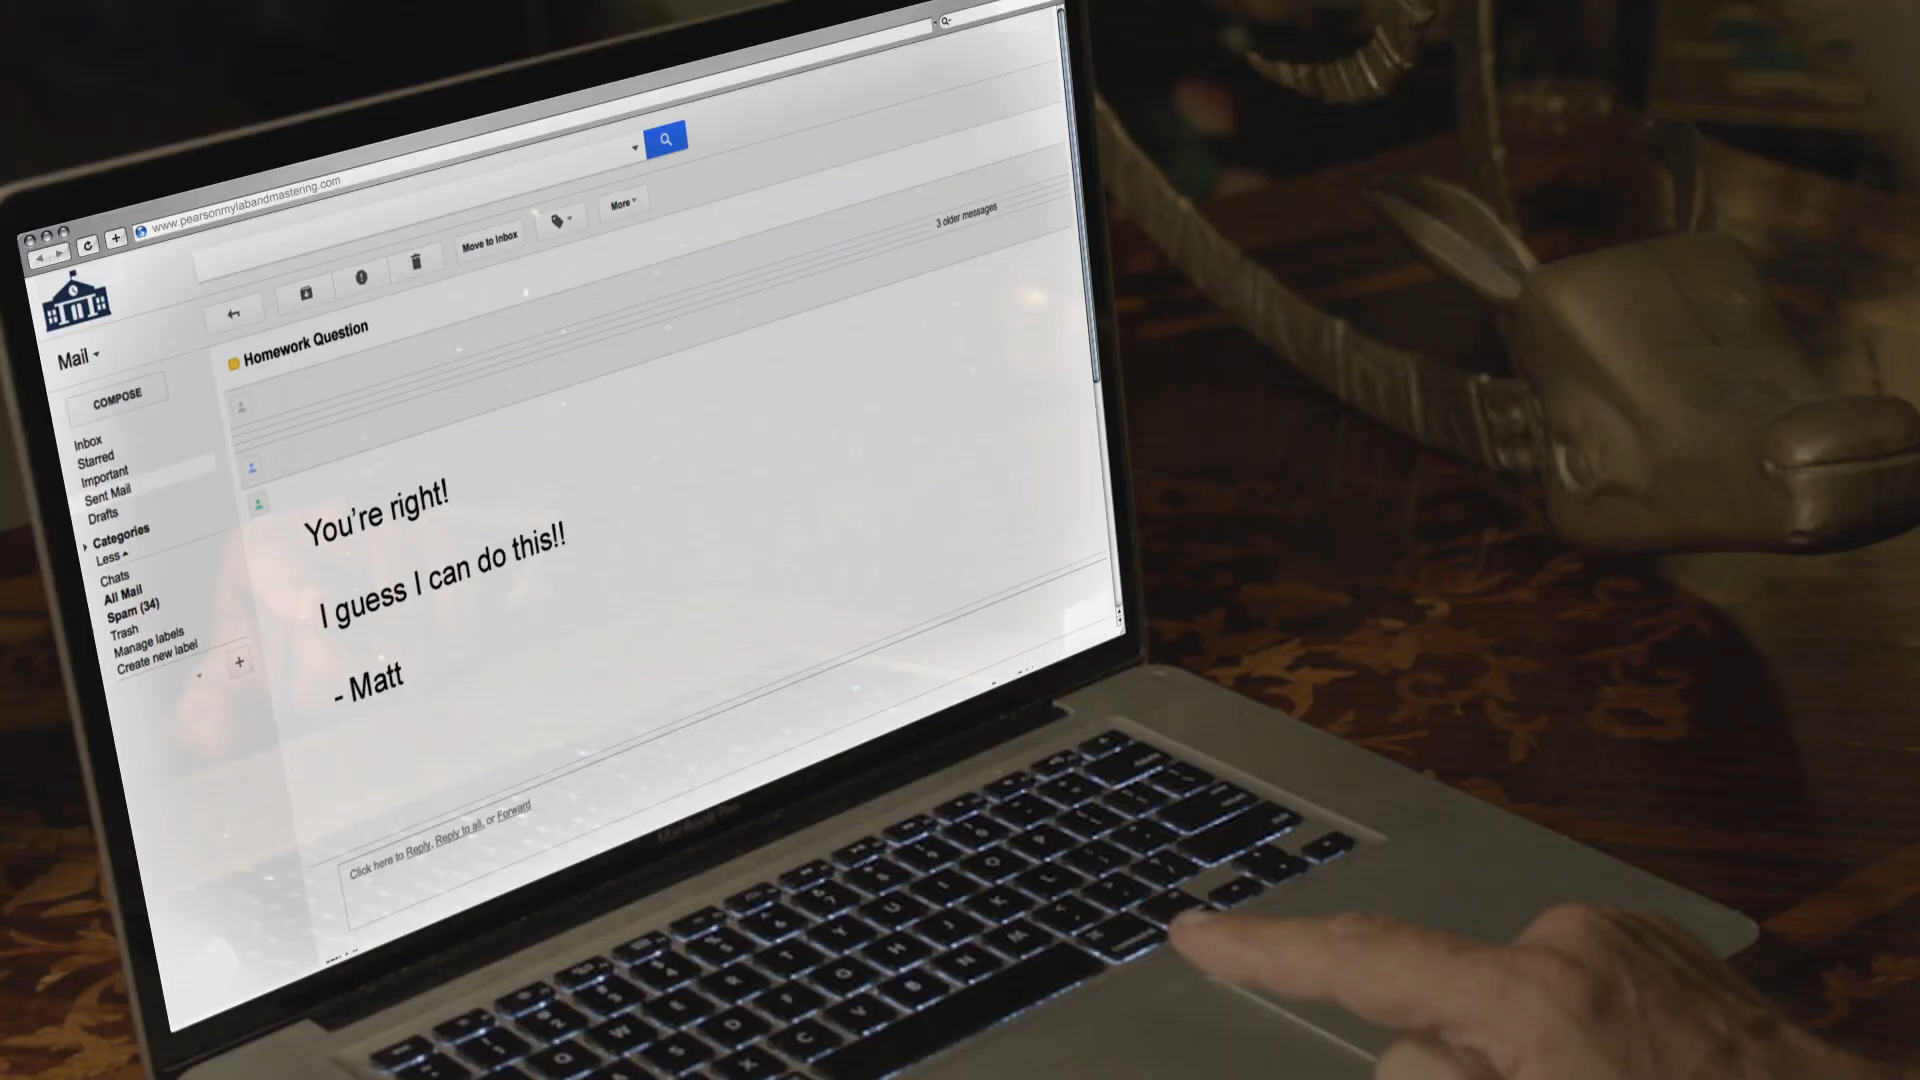 www.pearsonmylabandmastering.com
Move to Inbox
More
3 older messages
Mail
Homework Question
COMPOSE
Inbox
Starred
Important
Sent Mail
Drafts
Categories
Less
Chats
All Mail
Spam (34)
Trash
Manage labels
Create new label
You're right!
I guess I can do this!!
- Matt
Click here to Reply, Reply to all, or Forward
MacBook Pro